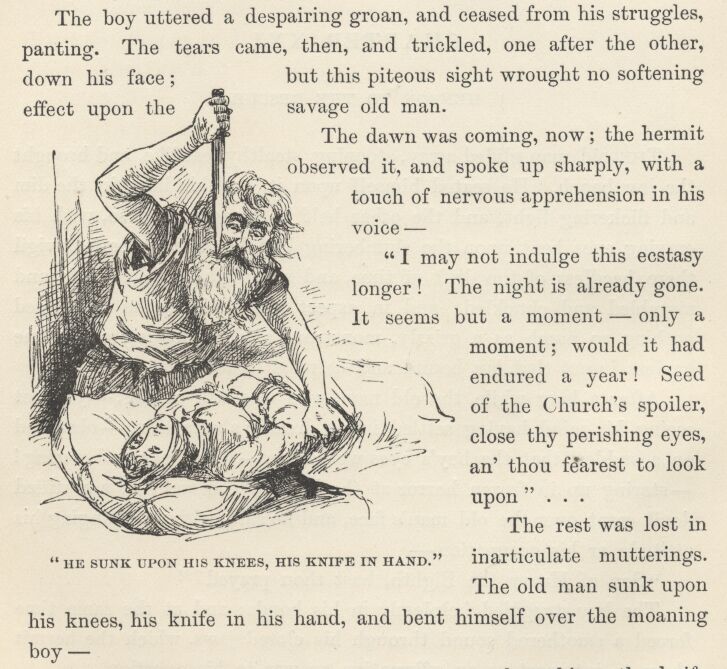 The boy uttered a despairing groan, and ceased from his struggles,
panting. The tears came, then, and trickled, one after the other,
down his face; but this piteous sight wrought no softening
effect upon the savage old man.
The dawn was coming, now; the hermit
observed it, and spoke up sharply, with a
touch of nervous apprehension in his
voice—
"I may not indulge this ecstasy
longer! The night is already gone.
It seems but a moment — only a
moment; would it had
endured a year! Seed
of the Church's spoiler,
close thy perishing eyes,
an' thou fearest to look
upon" . . .
The rest was lost in
inarticulate mutterings.
The old man sunk upon
"HE SUNK UPON HIS KNEES, HIS KNIFE IN HAND."
his knees, his knife in his hand, and bent himself over the moaning
boy—